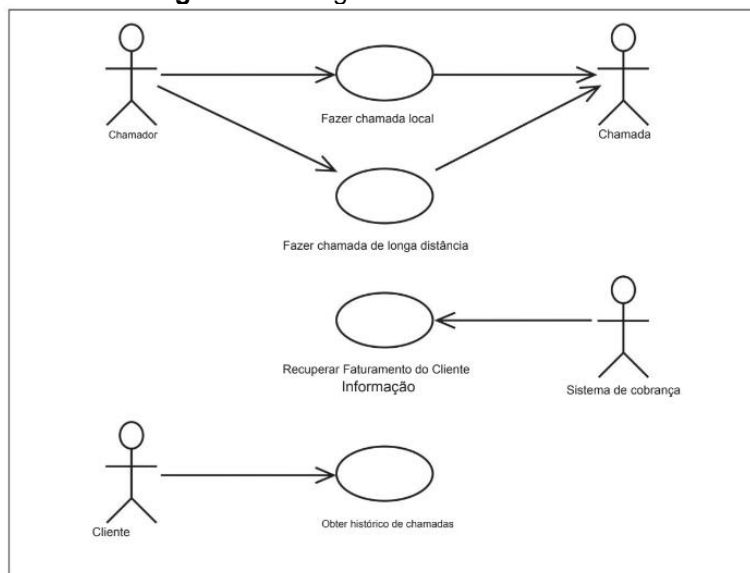 Fazer chamada local
Chamador
Chamada
Fazer chamada de longa distância
Recuperar Faturamento do Cliente
Informação
Sistema de cobrança
Obter histórico de chamadas
Cliente